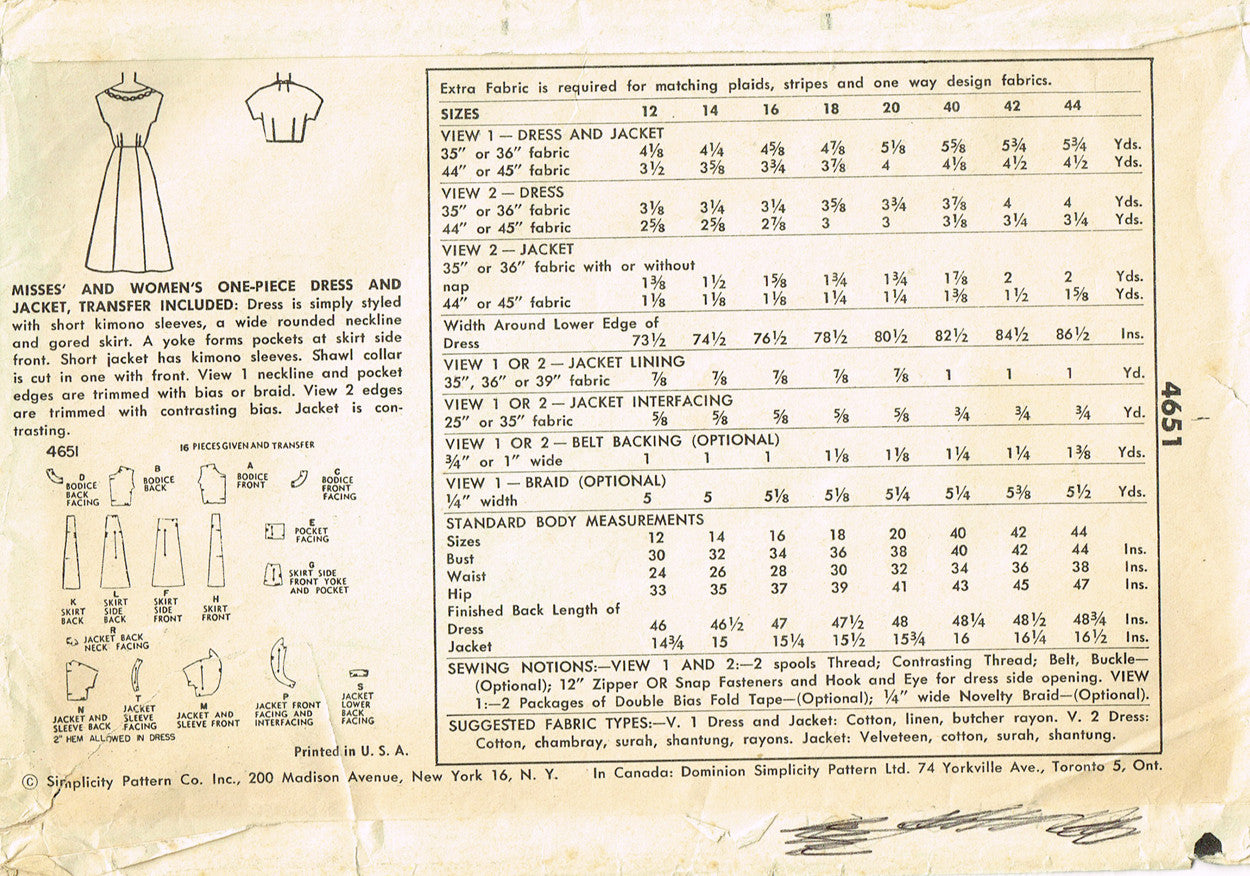 MISSES' AND WOMEN'S ONE-PIECE DRESS AND
JACKET, TRANSFER INCLUDED: Dress is simply styled
with short kimono sleeves, a wide rounded neckline
and gored skirt. A yoke forms pockets at skirt side
front. Short jacket has kimono sleeves. Shawl collar
is cut in one with front. View 1 neckline and pocket
edges are trimmed with bias or braid. View 2 edges
are trimmed with contrasting bias. Jacket is con-
trasting.
4651
16 PIECES GIVEN AND TRANSFER
D
BODICE
BACK
FACING
B
BODICE
BACK
A
BODICE
FRONT
C
BODICE
FRONT
FACING
E
POCKET
FACING
G
SKIRT SIDE
FRONT YOKE
AND POCKET
K
SKIRT
BACK
L
SKIRT
SIDE
BACK
F
SKIRT
SIDE
FRONT
H
SKIRT
FRONT
R
JACKET BACK
NECK FACING
N
JACKET AND
SLEEVE BACK
T
JACKET
SLEEVE
FACING
M
JACKET AND
SLEEVE FRONT
P
JACKET FRONT
FACING AND
INTERFACING
S
JACKET
LOWER
BACK
FACING
2" HEM ALLOWED IN DRESS
Printed in U. S. A.
Extra Fabric is required for matching plaids, stripes and one way design fabrics.
SIZES 12 14 16 18 20 40 42 44
VIEW 1 — DRESS AND JACKET
35" or 36" fabric 4⅛ 4¼ 4⅝ 4⅞ 5⅛ 5⅝ 5¾ 5¾ Yds.
44" or 45" fabric 3½ 3⅝ 3¾ 3⅞ 4 4⅛ 4½ 4½ Yds.
VIEW 2 — DRESS
35" or 36" fabric 3⅛ 3¼ 3¼ 3⅝ 3¾ 3⅞ 4 4 Yds.
44" or 45" fabric 2⅝ 2⅝ 2⅞ 3 3 3⅛ 3¼ 3¼ Yds.
VIEW 2 — JACKET
35" or 36" fabric with or without
nap 1⅜ 1½ 1⅝ 1¾ 1¾ 1⅞ 2 2 Yds.
44" or 45" fabric 1⅛ 1⅛ 1⅛ 1¼ 1¼ 1⅜ 1½ 1⅝ Yds.
Width Around Lower Edge of
Dress 73½ 74½ 76½ 78½ 80½ 82½ 84½ 86½ Ins.
VIEW 1 OR 2 — JACKET LINING
35", 36" or 39" fabric ⅞ ⅞ ⅞ ⅞ ⅞ 1 1 1 Yd.
VIEW 1 OR 2 — JACKET INTERFACING
25" or 35" fabric ⅝ ⅝ ⅝ ⅝ ⅝ ¾ ¾ ¾ Yd.
VIEW 1 OR 2 — BELT BACKING (OPTIONAL)
¾" or 1" wide 1 1 1 1⅛ 1⅛ 1¼ 1¼ 1⅜ Yds.
VIEW 1 — BRAID (OPTIONAL)
¼" width 5 5 5⅛ 5⅛ 5¼ 5¼ 5⅜ 5½ Yds.
STANDARD BODY MEASUREMENTS
Sizes 12 14 16 18 20 40 42 44
Bust 30 32 34 36 38 40 42 44 Ins.
Waist 24 26 28 30 32 34 36 38 Ins.
Hip 33 35 37 39 41 43 45 47 Ins.
Finished Back Length of
Dress 46 46½ 47 47½ 48 48¼ 48½ 48¾ Ins.
Jacket 14¾ 15 15¼ 15½ 15¾ 16 16¼ 16½ Ins.
SEWING NOTIONS:—VIEW 1 AND 2:—2 spools Thread; Contrasting Thread; Belt, Buckle—
(Optional); 12" Zipper OR Snap Fasteners and Hook and Eye for dress side opening. VIEW
1:—2 Packages of Double Bias Fold Tape—(Optional); ¼" wide Novelty Braid—(Optional).
SUGGESTED FABRIC TYPES:—V. 1 Dress and Jacket: Cotton, linen, butcher rayon. V. 2 Dress:
Cotton, chambray, surah, shantung, rayons. Jacket: Velveteen, cotton, surah, shantung.
4651
© Simplicity Pattern Co. Inc., 200 Madison Avenue, New York 16, N. Y. In Canada: Dominion Simplicity Pattern Ltd. 74 Yorkville Ave., Toronto 5, Ont.